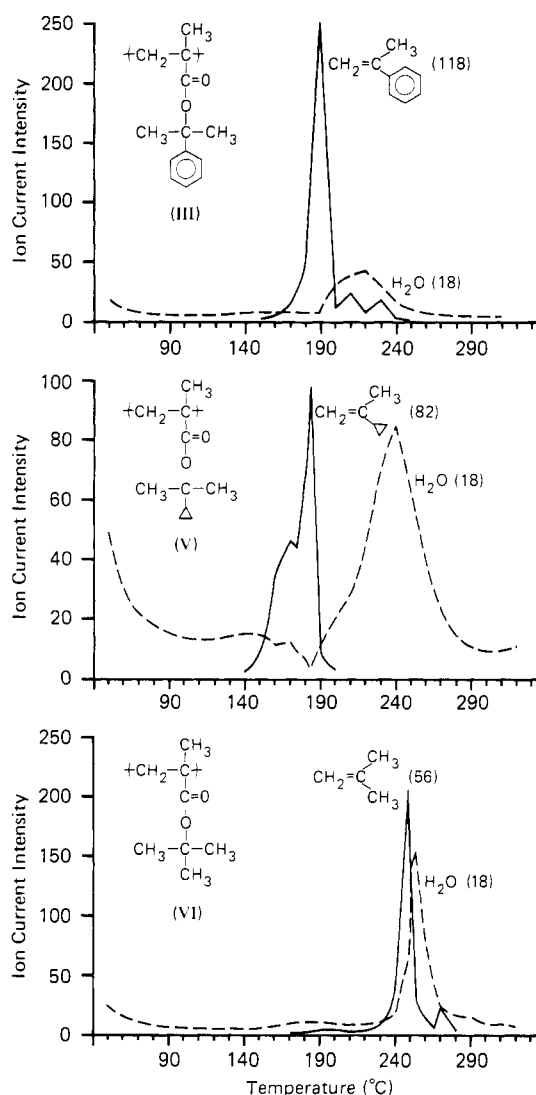 Ion Current Intensity
250
200
150
100
50
0
CH₃
+CH₂—C+
C=O
O
CH₃—C—CH₃
(III)
CH₃
CH₂=C
(118)
H₂O (18)
90 140 190 240 290
Ion Current Intensity
100
80
60
40
20
0
CH₃
+CH₂—C+
C=O
O
CH₃—C—CH₃
(V)
CH₃
CH₂=C
(82)
H₂O (18)
90 140 190 240 290
Ion Current Intensity
250
200
150
100
50
0
CH₃
+CH₂—C+
C=O
O
CH₃—C—CH₃
CH₃
(VI)
CH₃
CH₂=C
CH₃
(56)
H₂O (18)
90 140 190 240 290
Temperature (°C)